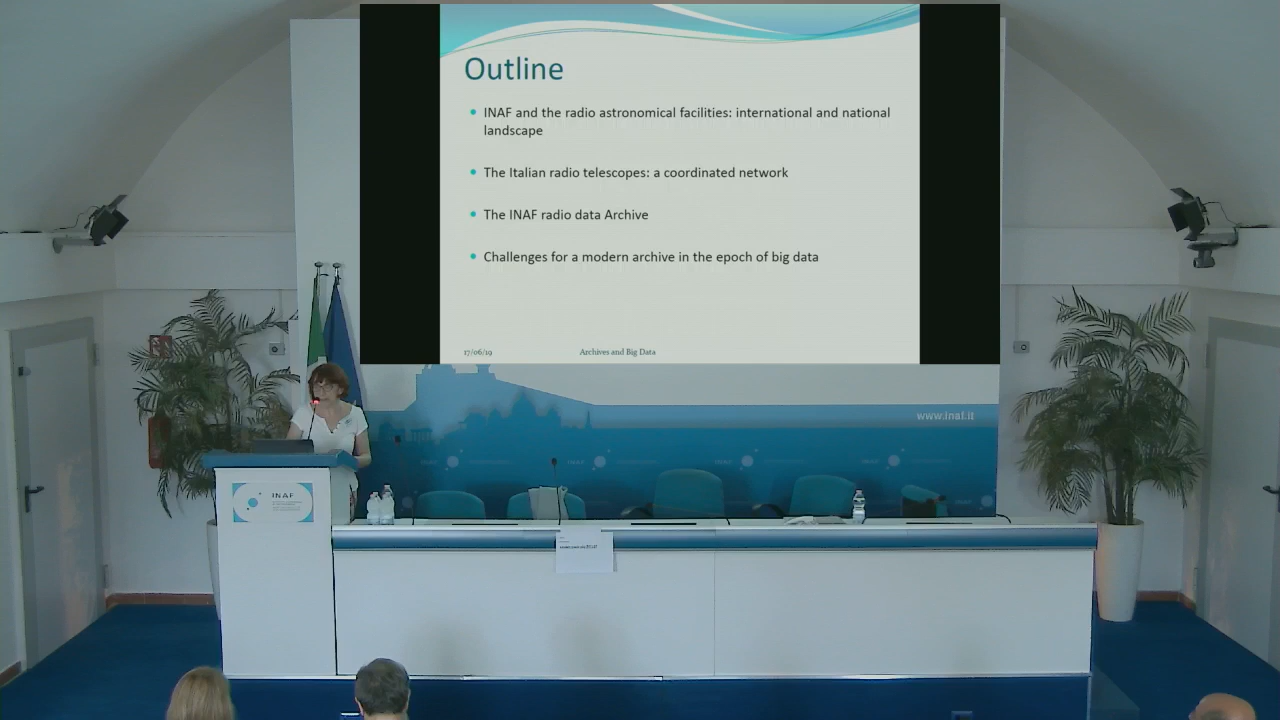 Outline
INAF and the radio astronomical facilities: international and national
landscape
The Italian radio telescopes: a coordinated network
The INAF radio data Archive
Challenges for a modern archive in the epoch of big data
17/06/19 Archives and Big Data
www.inaf.it
INAF